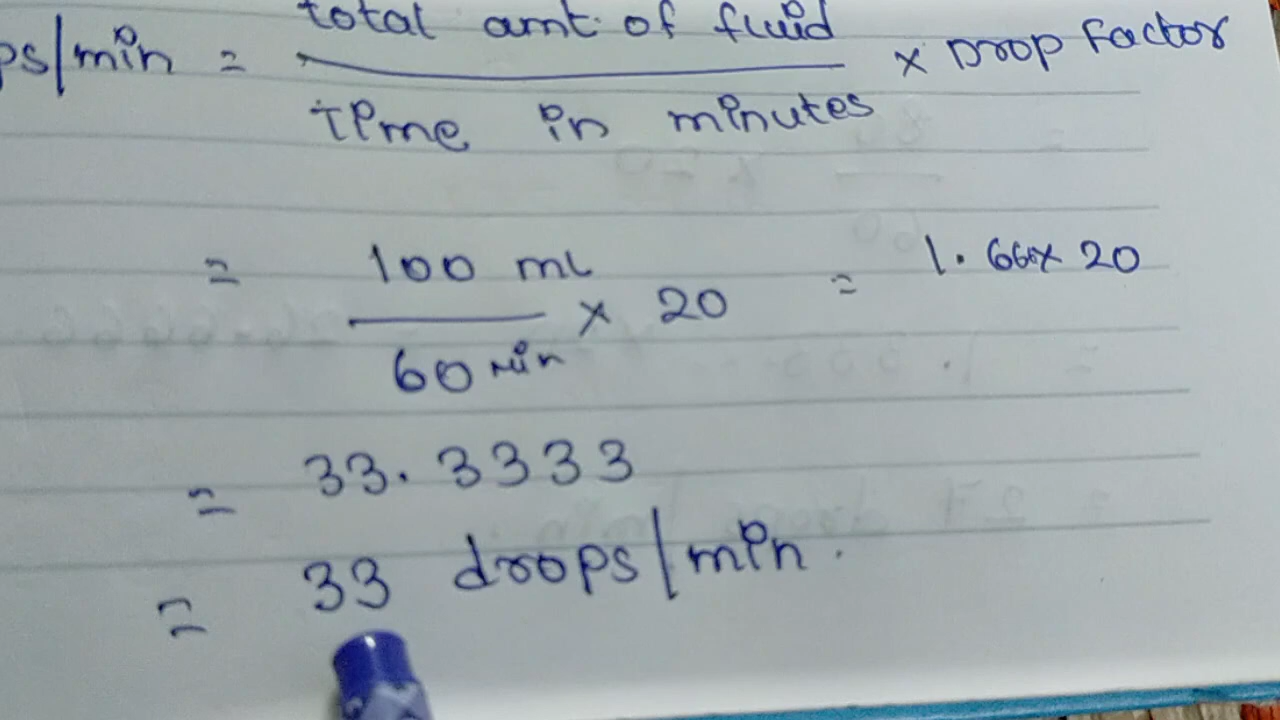 total amt. of fluid
ps/min = ―――― × Drop Factor
Time in minutes
= 100 ml / 60 min × 20 = 1.666× 20
= 33.3333
= 33 drops/min.